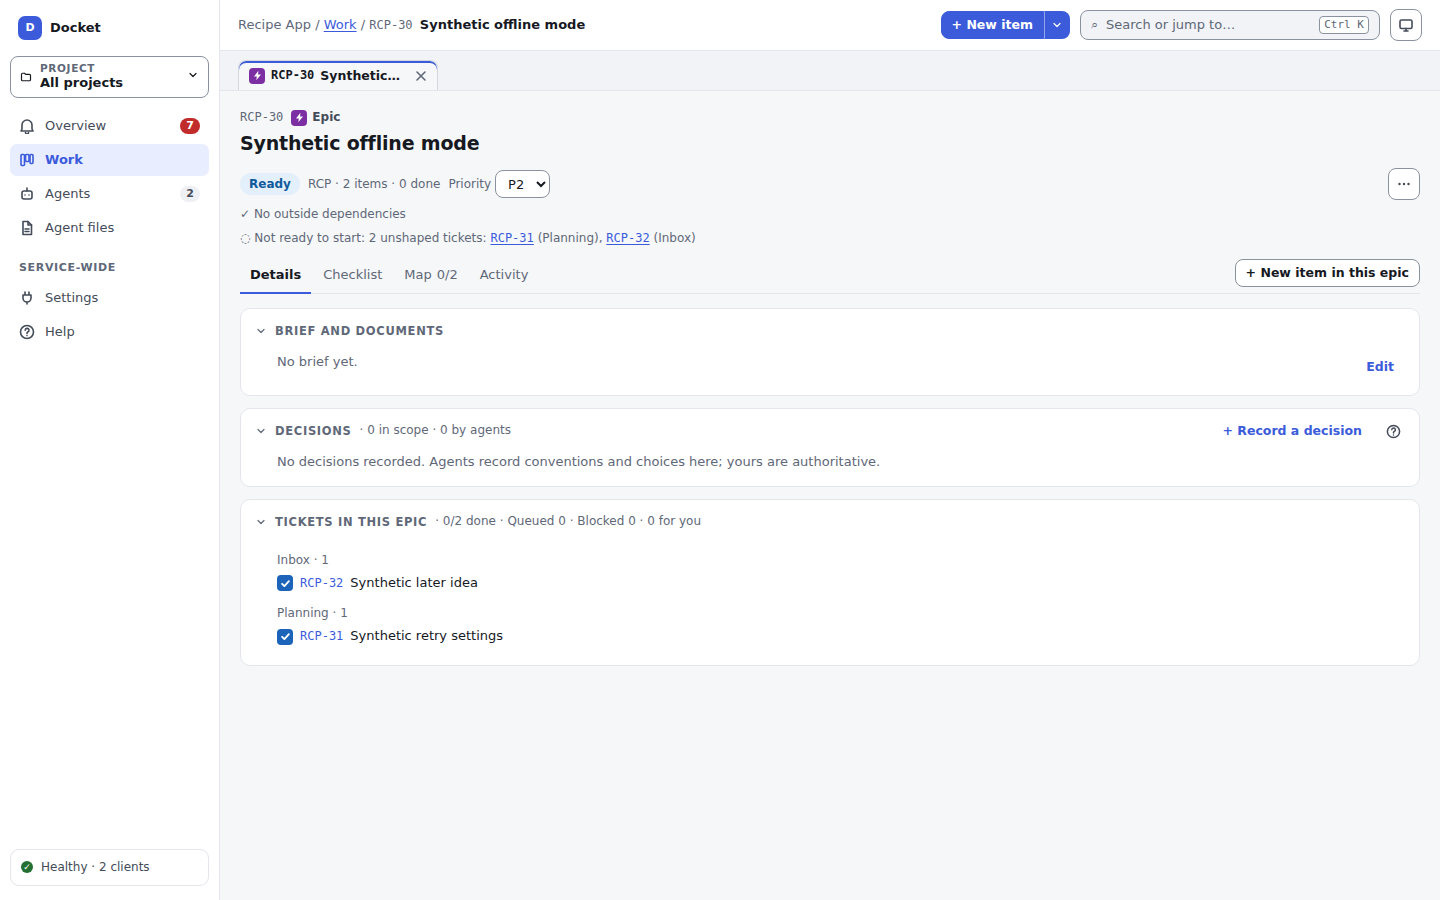 D Docket
PROJECT
All projects
Overview 7
Work
Agents 2
Agent files
SERVICE-WIDE
Settings
Help
Healthy · 2 clients
Recipe App / Work / RCP-30 Synthetic offline mode
+ New item
Search or jump to... Ctrl K
RCP-30 Synthetic...
RCP-30 Epic
Synthetic offline mode
Ready RCP · 2 items · 0 done Priority P2
✓ No outside dependencies
Not ready to start: 2 unshaped tickets: RCP-31 (Planning), RCP-32 (Inbox)
Details Checklist Map 0/2 Activity
+ New item in this epic
BRIEF AND DOCUMENTS
No brief yet.
Edit
DECISIONS · 0 in scope · 0 by agents
+ Record a decision
No decisions recorded. Agents record conventions and choices here; yours are authoritative.
TICKETS IN THIS EPIC · 0/2 done · Queued 0 · Blocked 0 · 0 for you
Inbox · 1
RCP-32 Synthetic later idea
Planning · 1
RCP-31 Synthetic retry settings